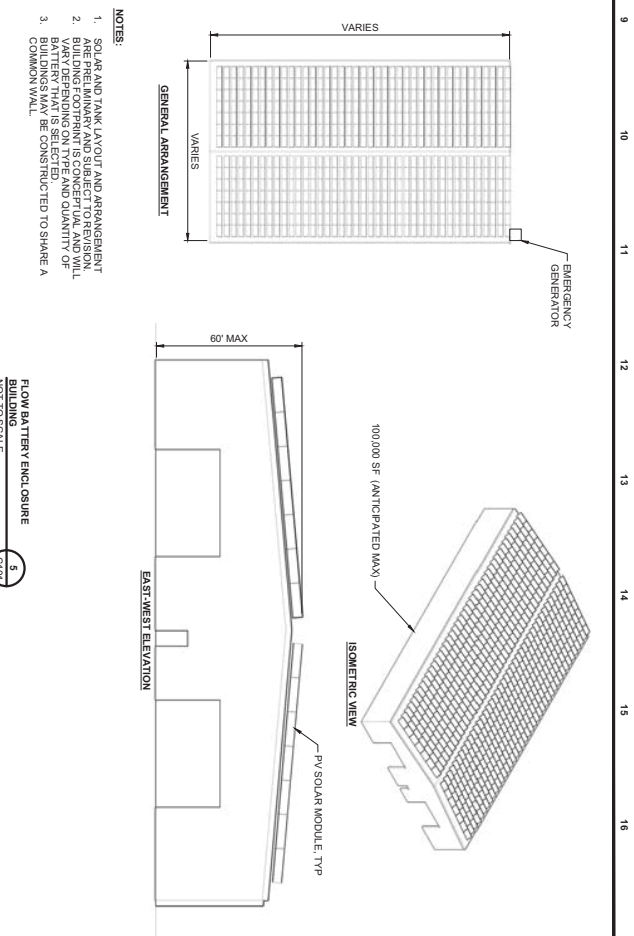 9
10
11
12
13
14
15
16
VARIES
VARIES
GENERAL ARRANGEMENT
EMERGENCY
GENERATOR
100,000 SF (ANTICIPATED MAX)
ISOMETRIC VIEW
60' MAX
PV SOLAR MODULE, TYP
EAST-WEST ELEVATION
NOTES:
1. SOLAR AND TANK LAYOUT AND ARRANGEMENT
ARE PRELIMINARY AND SUBJECT TO REVISION.
2. BUILDING FOOTPRINT IS CONCEPTUAL AND WILL
VARY DEPENDING ON TYPE AND QUANTITY OF
BATTERY THAT IS SELECTED.
3. BUILDINGS MAY BE CONSTRUCTED TO SHARE A
COMMON WALL.
FLOW BATTERY ENCLOSURE
BUILDING
NOT TO SCALE
5